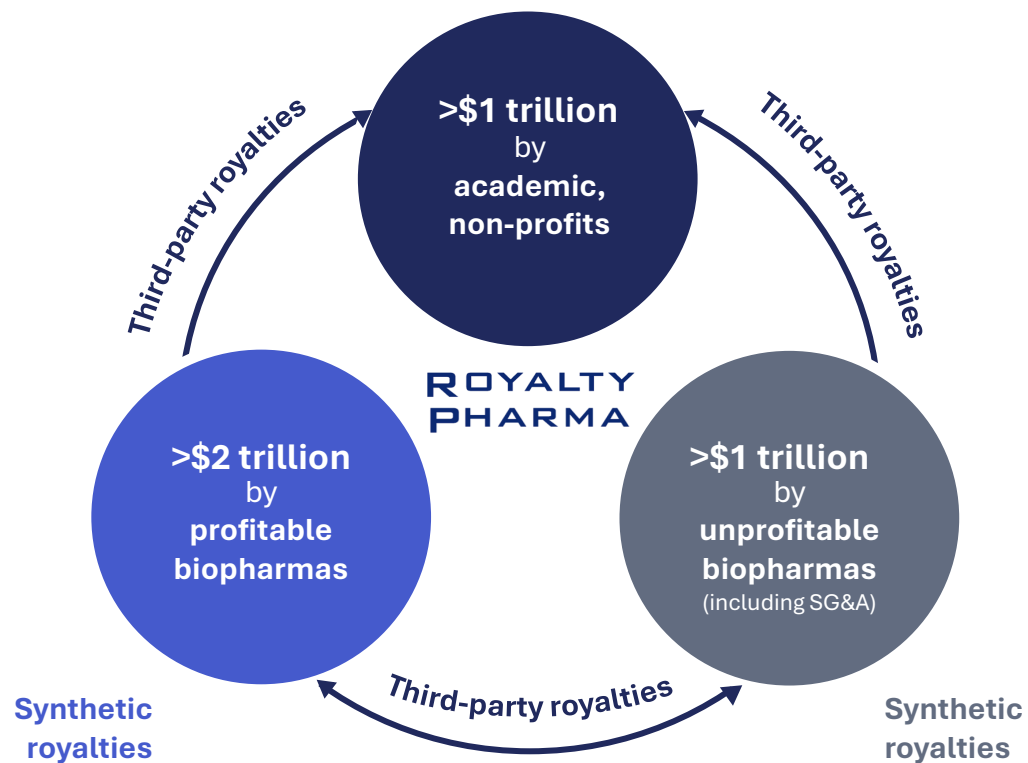 >$1 trillion
by
academic,
non-profits
Third-party royalties
Third-party royalties
ROYALTY
PHARMA
>$2 trillion
by
profitable
biopharmas
>$1 trillion
by
unprofitable
biopharmas
(including SG&A)
Third-party royalties
Synthetic
royalties
Synthetic
royalties